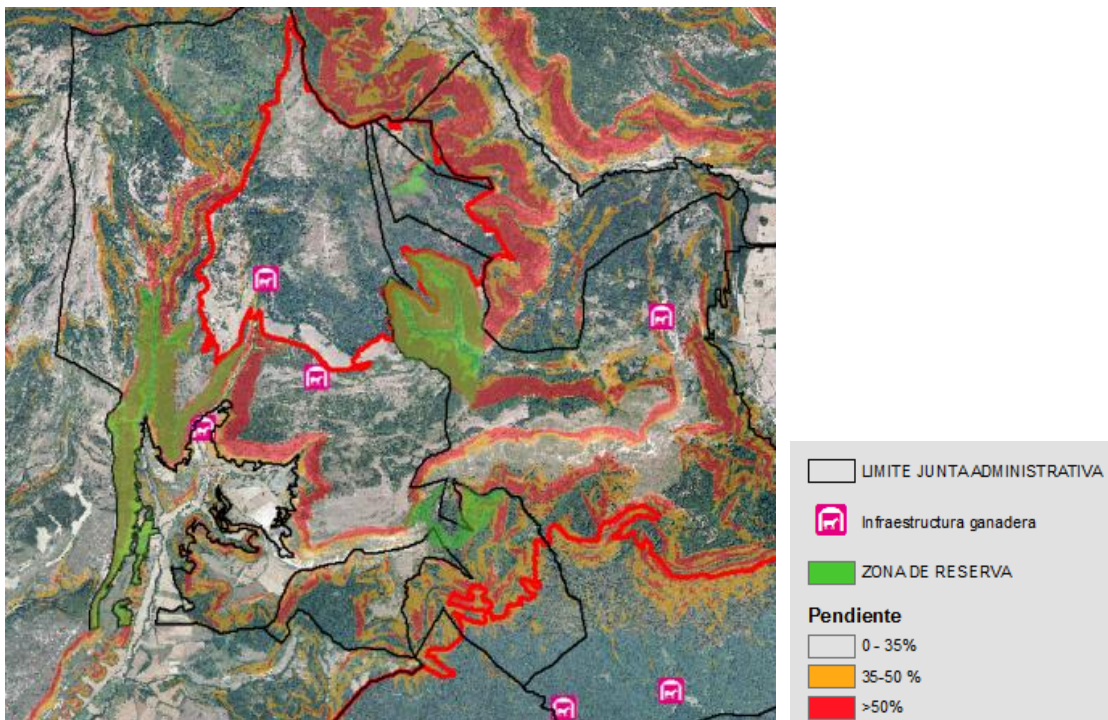 LIMITE JUNTA ADMINISTRATIVA
Infraestructura ganadera
ZONA DE RESERVA
Pendiente
0 - 35%
35-50 %
>50%